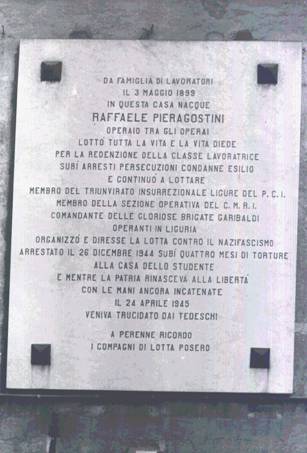 DA FAMIGLIA DI LAVORATORI
IL 3 MAGGIO 1899
IN QUESTA CASA NACQUE
RAFFAELE PIERAGOSTINI
OPERAIO TRA GLI OPERAI
LOTTÒ TUTTA LA VITA E LA VITA DIEDE
PER LA REDENZIONE DELLA CLASSE LAVORATRICE
SUBÌ ARRESTI PERSECUZIONI CONDANNE ESILIO
E CONTINUÒ A LOTTARE
MEMBRO DEL TRIUNVIRATO INSURREZIONALE LIGURE DEL P.C.I.
MEMBRO DELLA SEZIONE OPERATIVA DEL C.M.R.I.
COMANDANTE DELLE GLORIOSE BRIGATE GARIBALDI
OPERANTI IN LIGURIA
ORGANIZZÒ E DIRESSE LA LOTTA CONTRO IL NAZIFASCISMO
ARRESTATO IL 26 DICEMBRE 1944 SUBÌ QUATTRO MESI DI TORTURE
ALLA CASA DELLO STUDENTE
E MENTRE LA PATRIA RINASCEVA ALLA LIBERTÀ
CON LE MANI ANCORA INCATENATE
IL 24 APRILE 1945
VENIVA TRUCIDATO DAI TEDESCHI
A PERENNE RICORDO
I COMPAGNI DI LOTTA POSERO